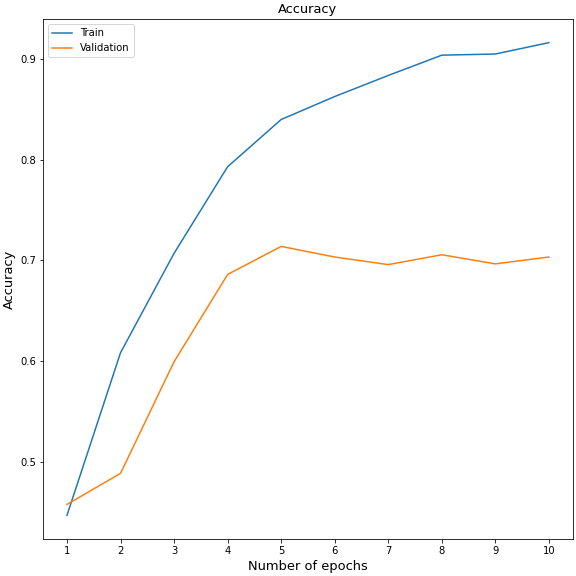 Accuracy
Train
Validation
Accuracy
0.9
0.8
0.7
0.6
0.5
1 2 3 4 5 6 7 8 9 10
Number of epochs